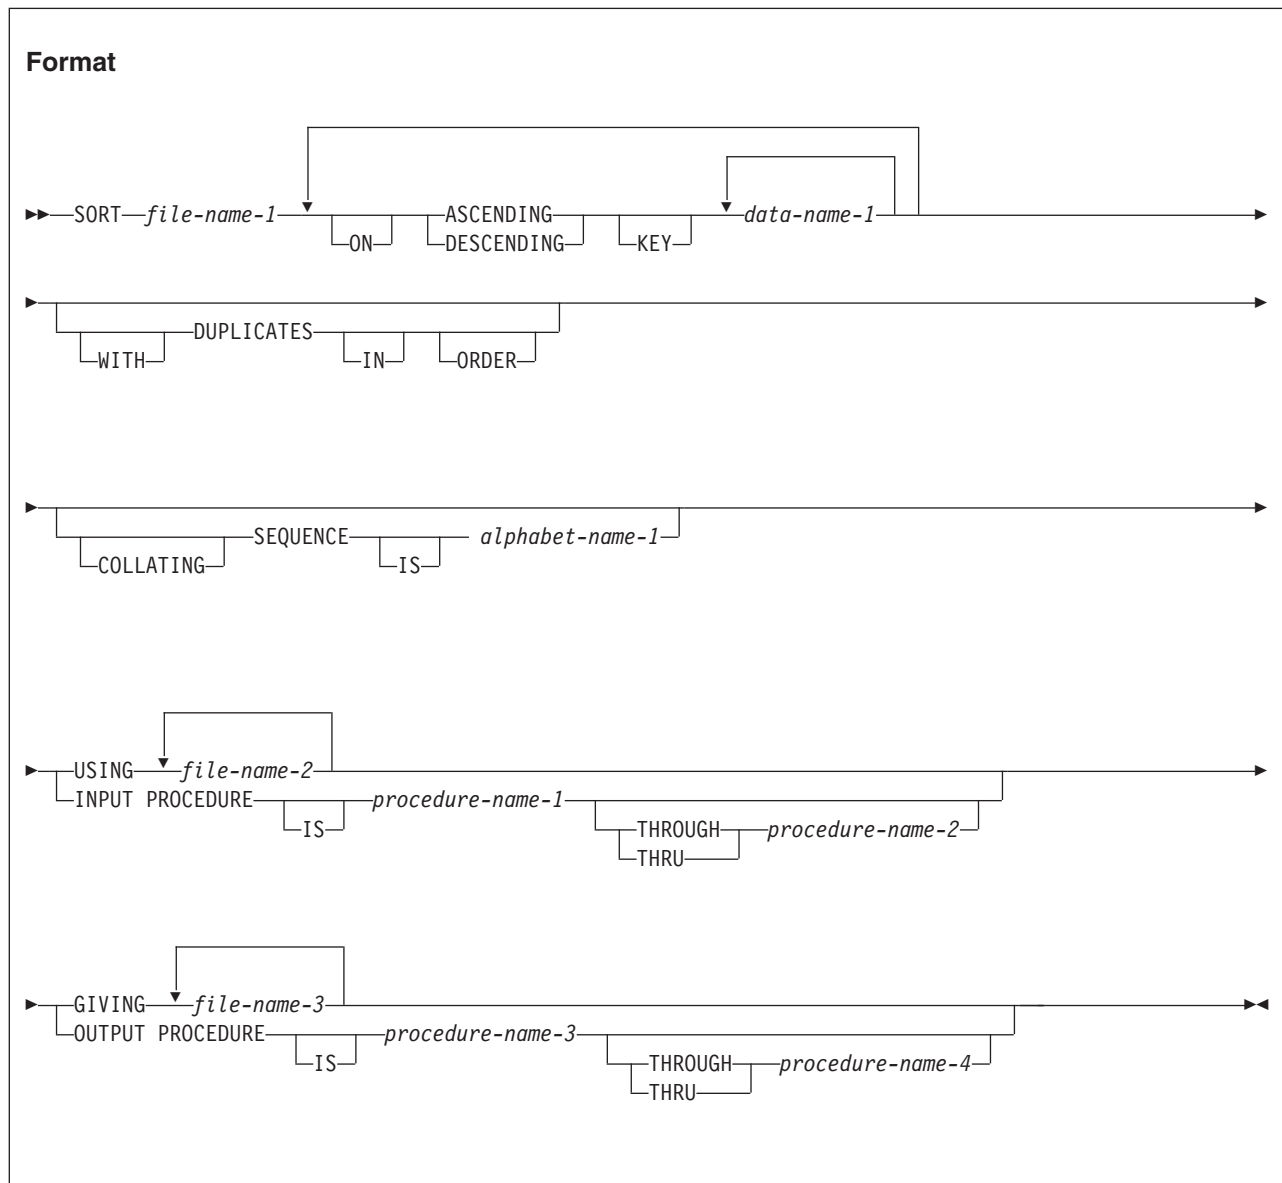 Format
SORT file-name-1 ON ASCENDING DESCENDING KEY data-name-1
WITH DUPLICATES IN ORDER
COLLATING SEQUENCE IS alphabet-name-1
USING file-name-2
INPUT PROCEDURE IS procedure-name-1 THROUGH procedure-name-2
THRU
GIVING file-name-3
OUTPUT PROCEDURE IS procedure-name-3 THROUGH procedure-name-4
THRU